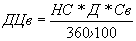 ДЦв = НС * Д * Св
360›100